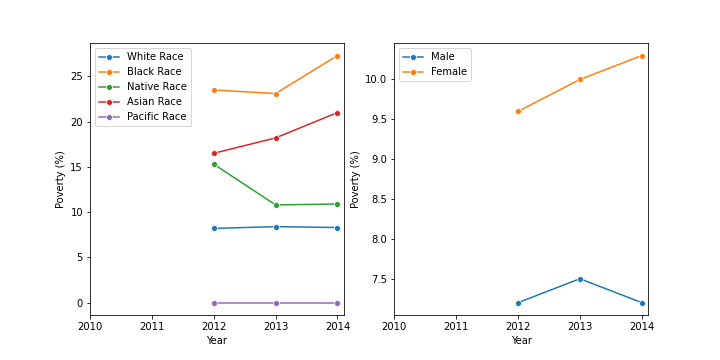 White Race
Black Race
Native Race
Asian Race
Pacific Race
25
20
15
10
5
0
Poverty (%)
2010 2011 2012 2013 2014
Year
Male
Female
10.0
9.5
9.0
8.5
8.0
7.5
Poverty (%)
2010 2011 2012 2013 2014
Year